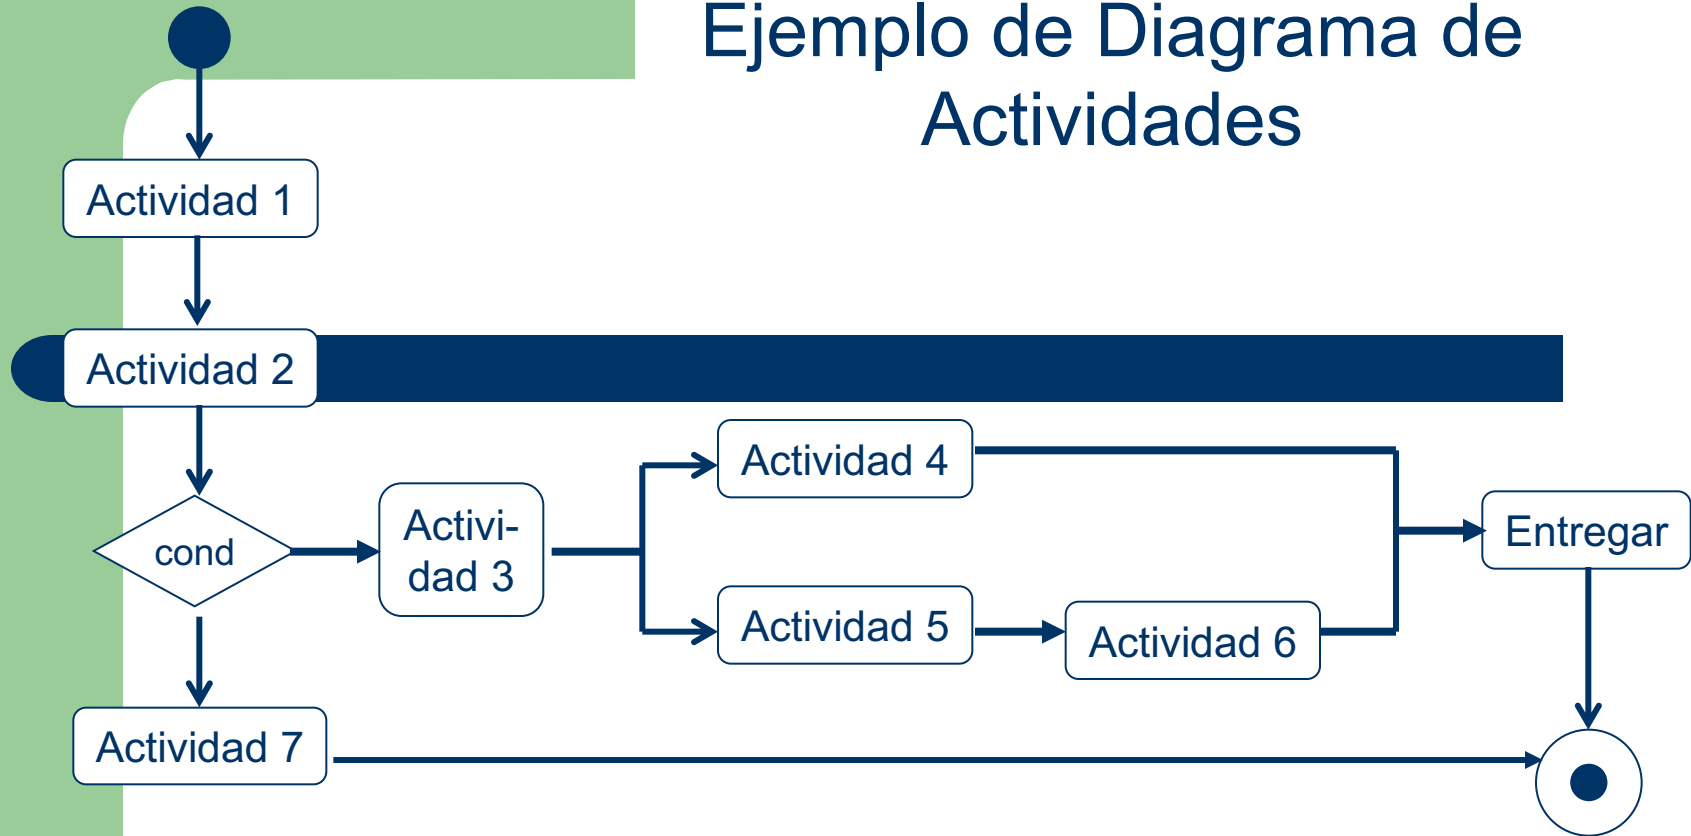 Ejemplo de Diagrama de
Actividades
Actividad 1
Actividad 2
cond
Activi-
dad 3
Actividad 4
Actividad 5
Actividad 6
Entregar
Actividad 7